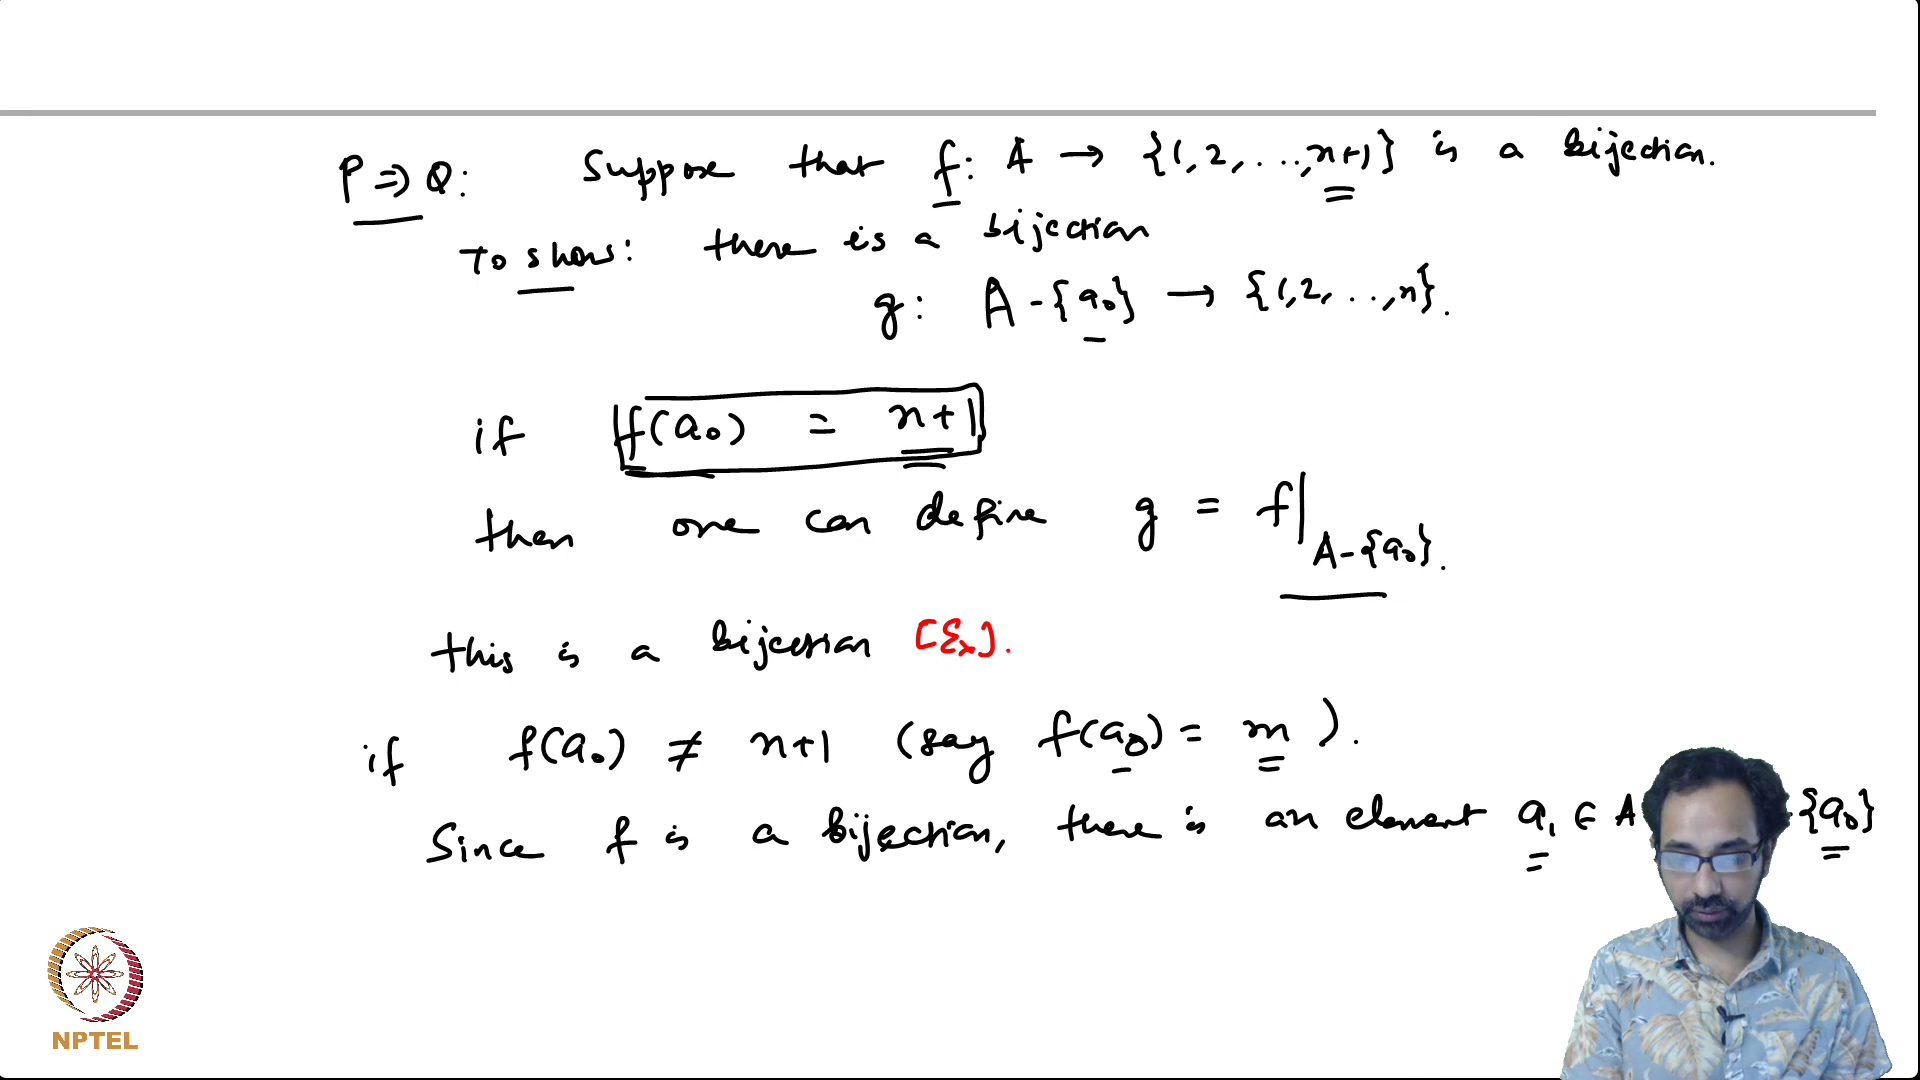 P ⇒ Q: Suppose that f: A → {1, 2, ..., n+1} is a bijection.
To show: there is a bijection
g: A - {a₀} → {1, 2, .., n}.
if f(a₀) = n+1
then one can define g = f|_{A-{a₀}}.
this is a bijection [Ex].
if f(a₀) ≠ n+1 (say f(a₀) = m).
Since f is a bijection, there is an element a₁ ∈ A {a₀}
NPTEL